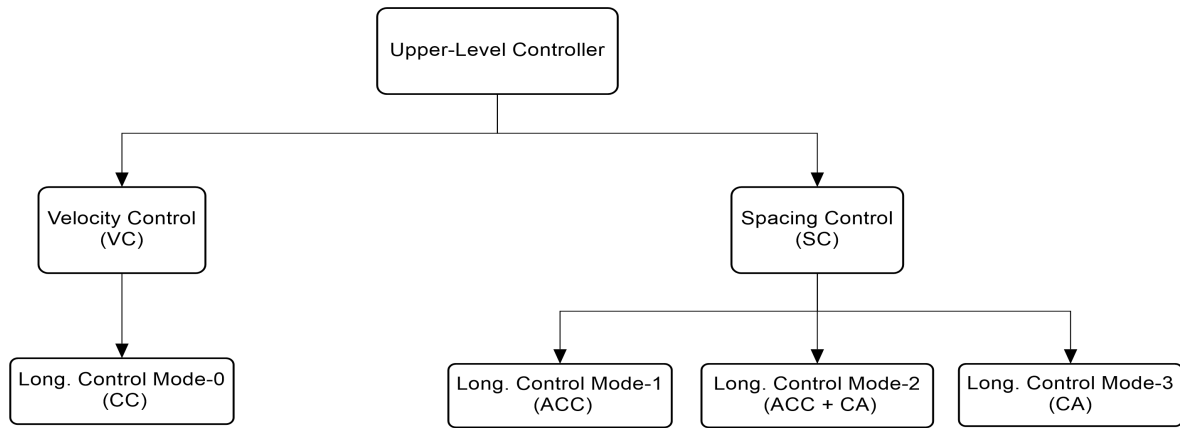 Upper-Level Controller
Velocity Control
(VC)
Spacing Control
(SC)
Long. Control Mode-0
(CC)
Long. Control Mode-1
(ACC)
Long. Control Mode-2
(ACC + CA)
Long. Control Mode-3
(CA)